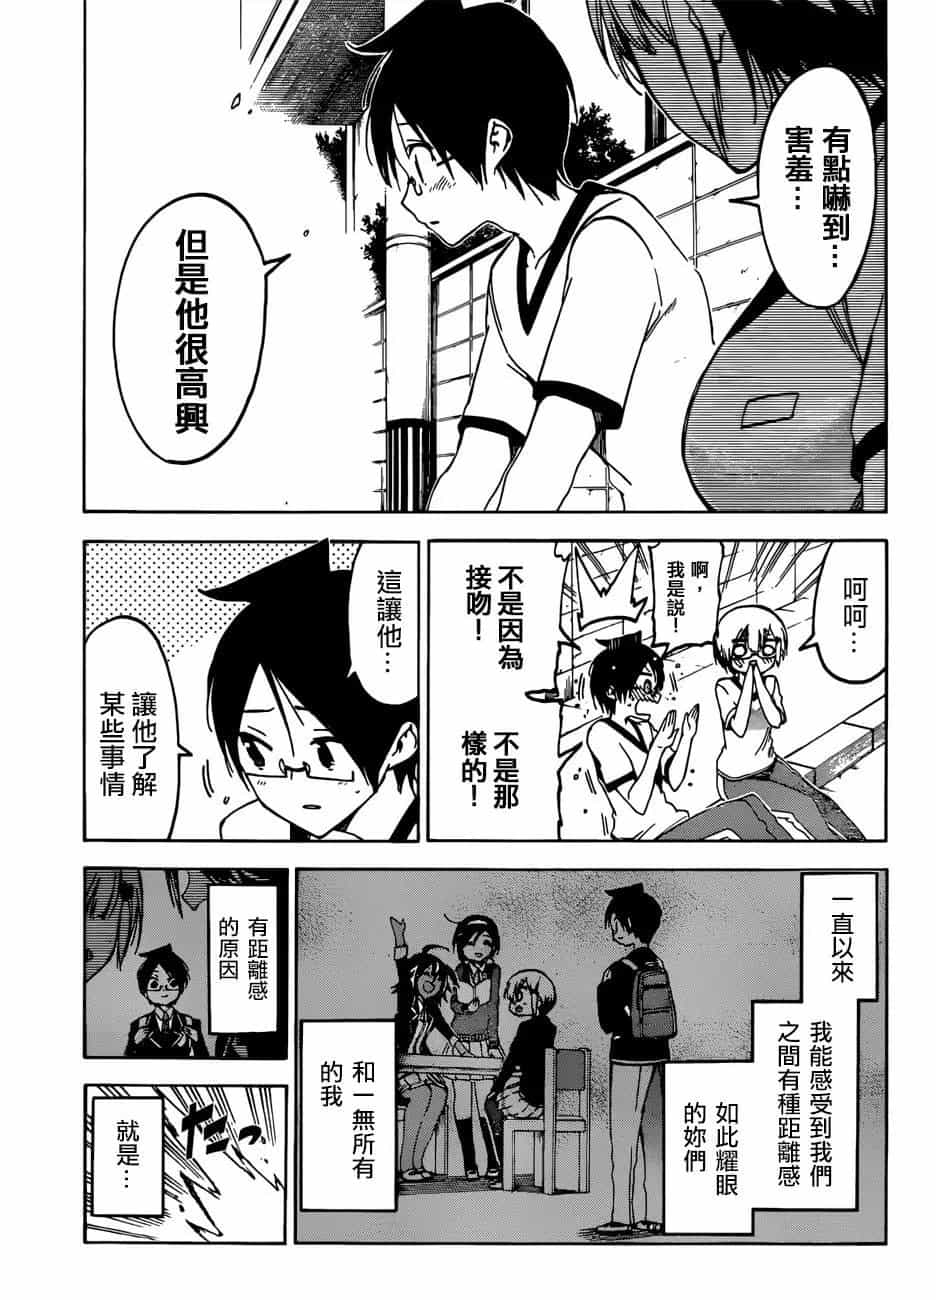 有點嚇到…
害羞…
但是他很高興
呵呵…
啊，
我是說！
不是因為
接吻！
不是那
樣的！
這讓他…
讓他了解
某些事情
一直以來
我能感受到我們
之間有種距離感
如此耀眼
的妳們
和一無所有
的我
有距離感
的原因
就是…
だっ